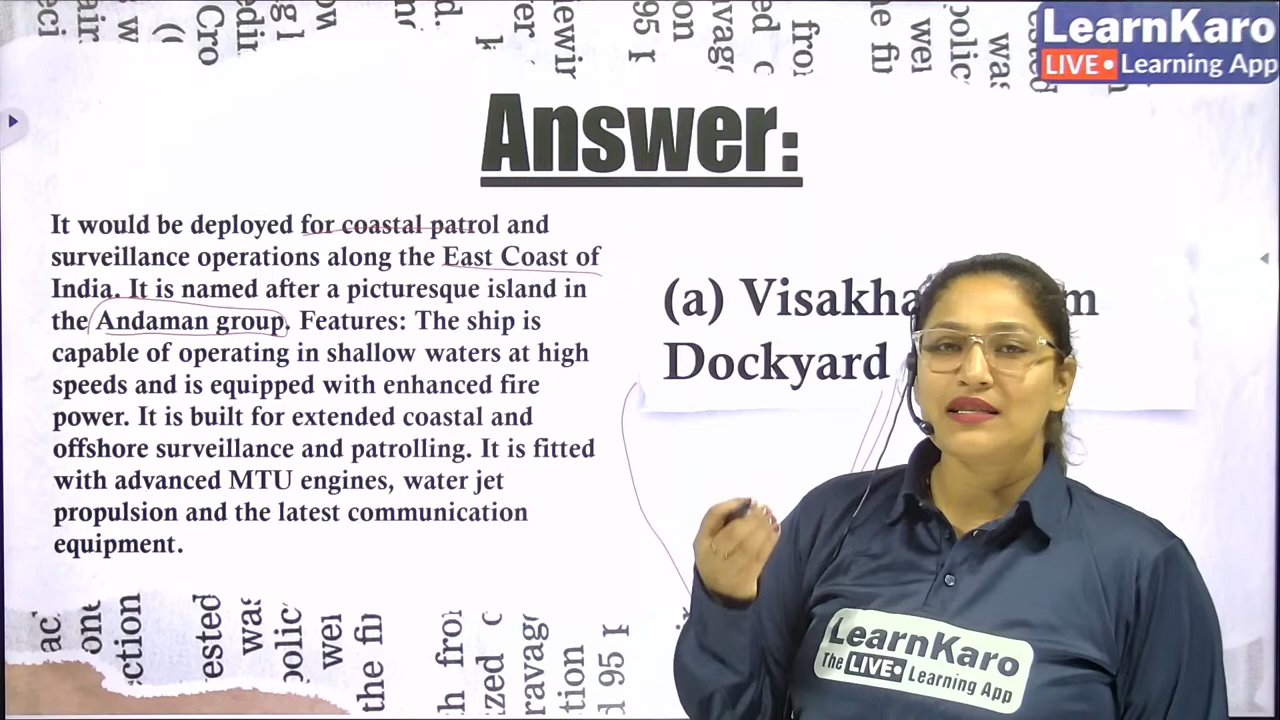 LearnKaro
LIVE• Learning App
Answer:
It would be deployed for coastal patrol and
surveillance operations along the East Coast of
India. It is named after a picturesque island in
the Andaman group. Features: The ship is
capable of operating in shallow waters at high
speeds and is equipped with enhanced fire
power. It is built for extended coastal and
offshore surveillance and patrolling. It is fitted
with advanced MTU engines, water jet
propulsion and the latest communication
equipment.
(a)
Dockyard
LearnKaro
The LIVE• Learning App